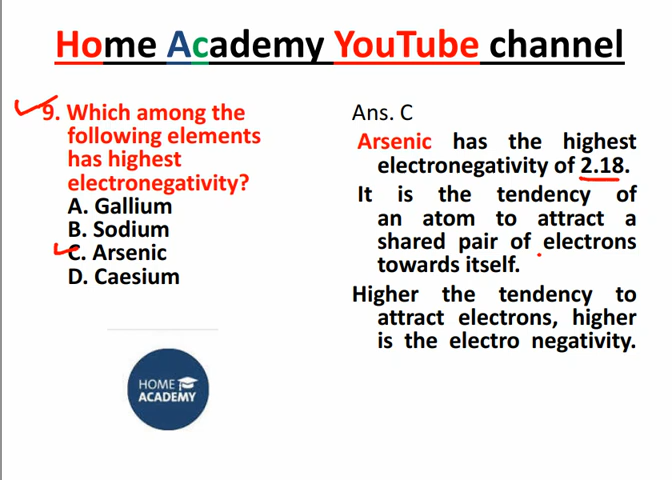 Home Academy YouTube channel
9. Which among the
following elements
has highest
electronegativity?
A. Gallium
B. Sodium
C. Arsenic
D. Caesium
Ans. C
Arsenic has the highest
electronegativity of 2.18.
It is the tendency of
an atom to attract a
shared pair of electrons
towards itself.
Higher the tendency to
attract electrons, higher
is the electro negativity.
HOME
ACADEMY